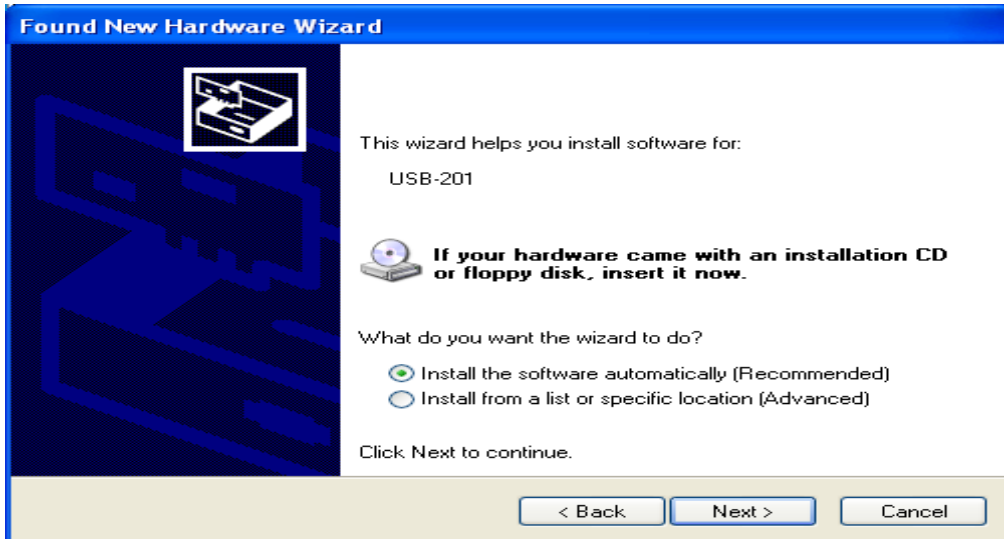 Found New Hardware Wizard
This wizard helps you install software for:
USB-201
If your hardware came with an installation CD
or floppy disk, insert it now.
What do you want the wizard to do?
Install the software automatically (Recommended)
Install from a list or specific location (Advanced)
Click Next to continue.
< Back Next > Cancel